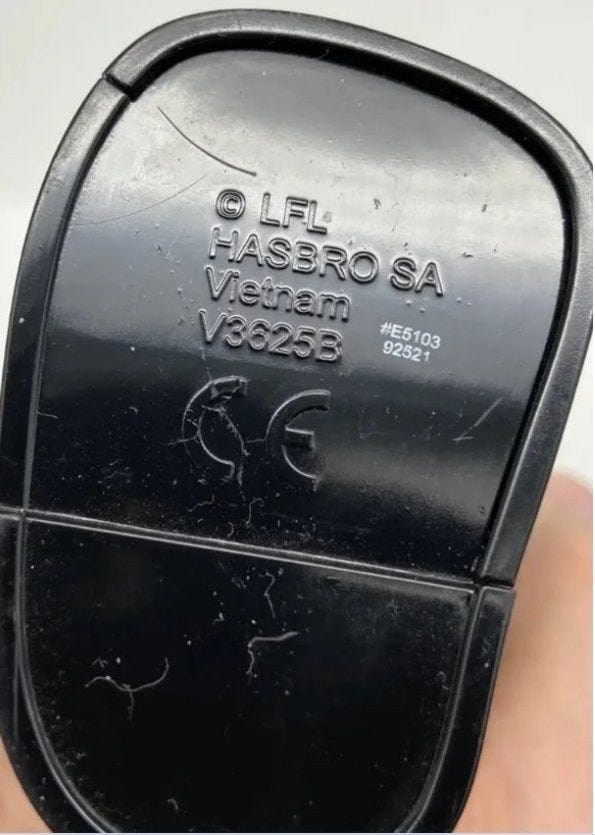 © LFL
HASBRO SA
Vietnam
V3625B
#E5103
92521
CE